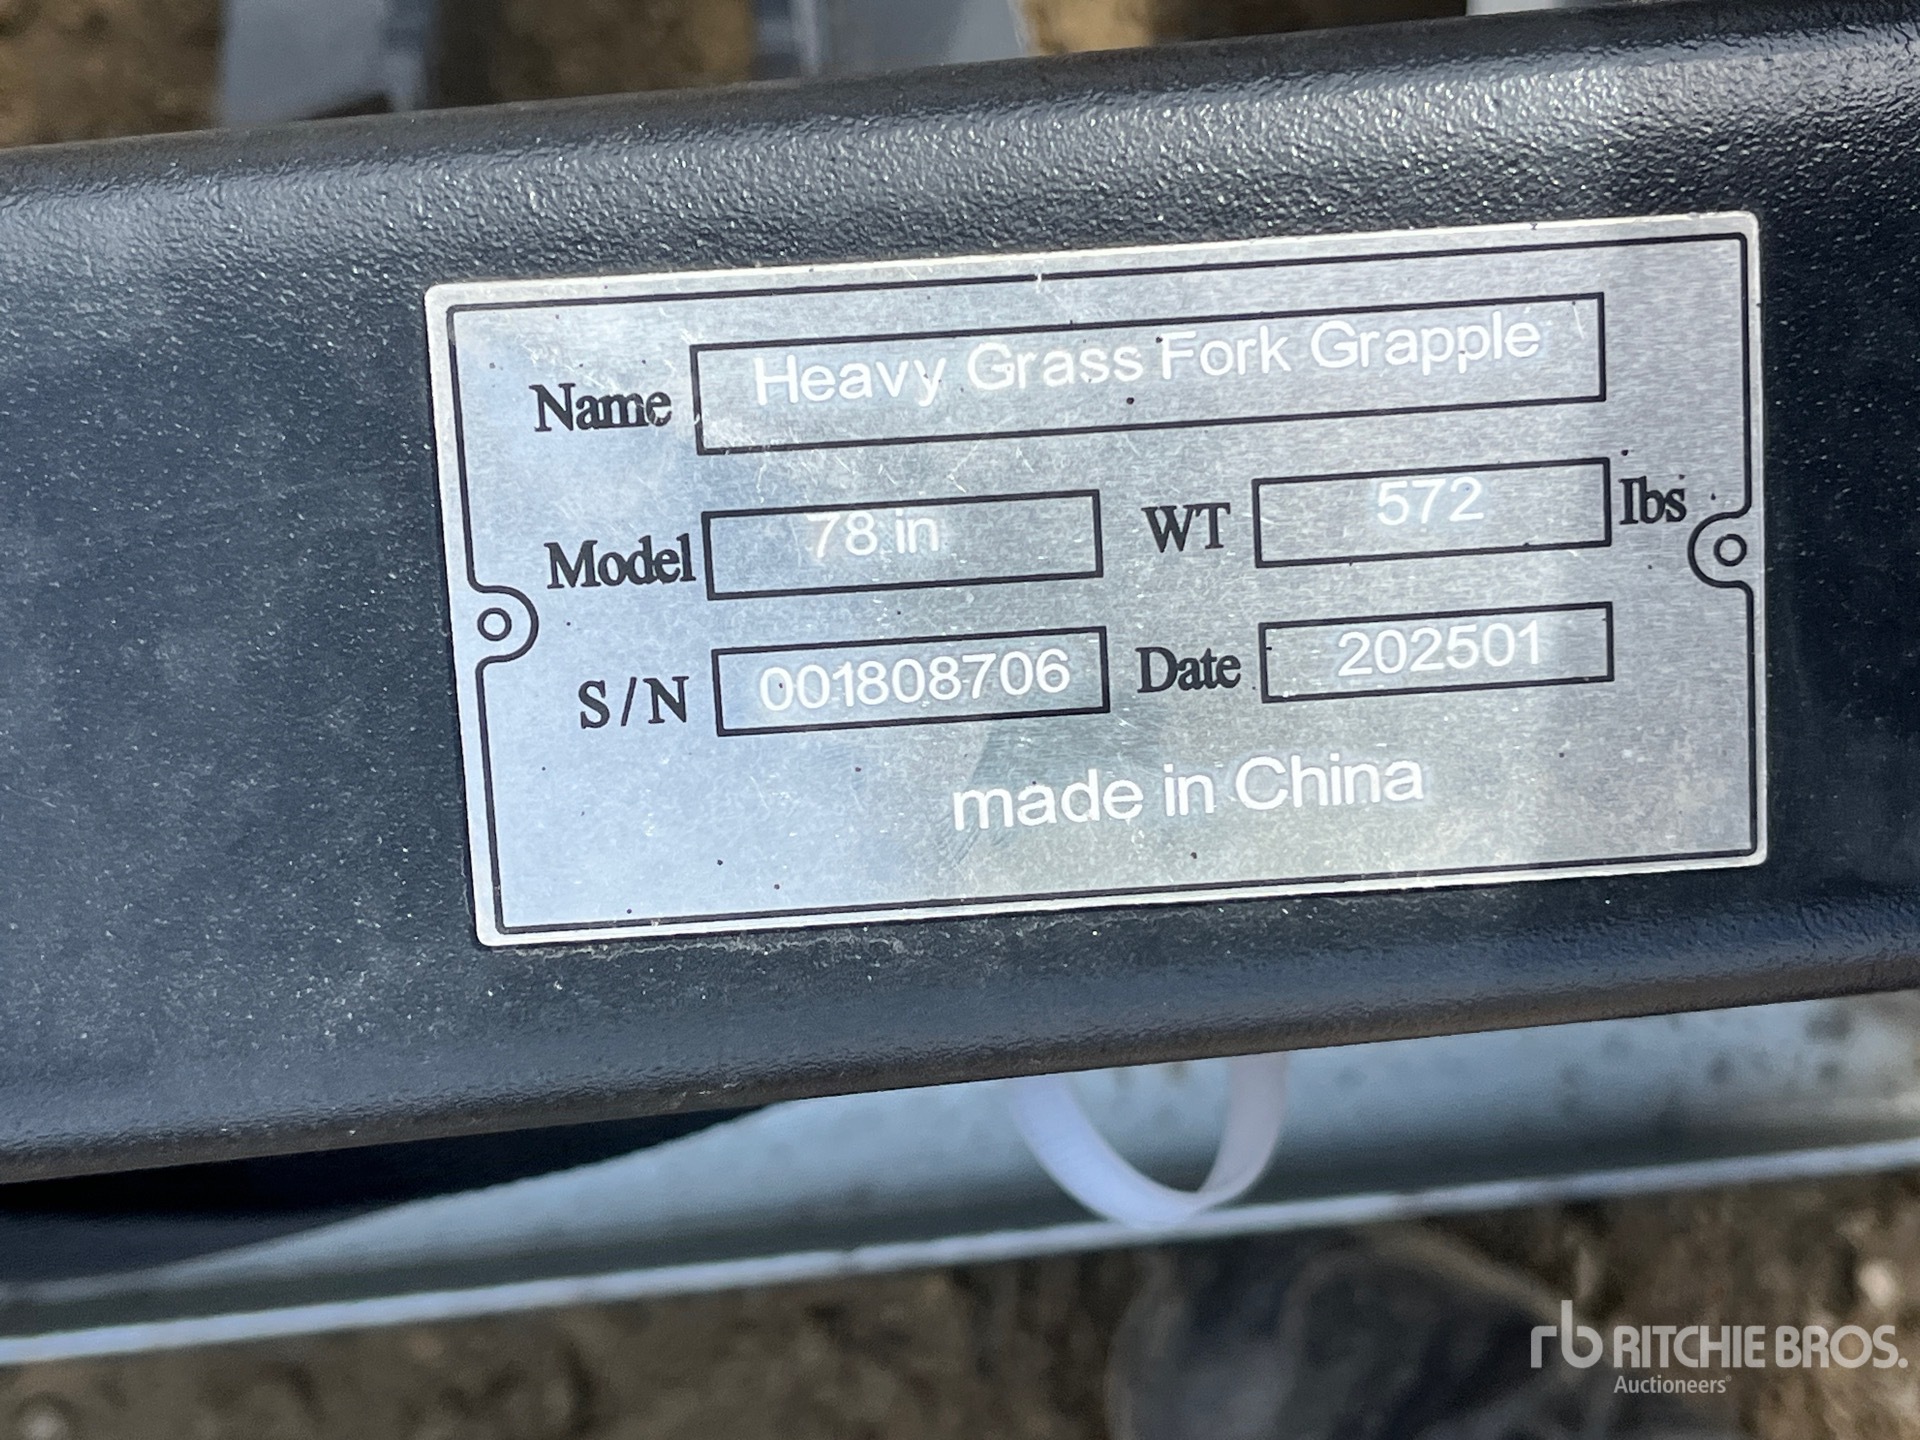 Name Heavy Grass Fork Grapple
Model 78 in WT 572 lbs
S/N 001808706 Date 202501
made in China
rb RITCHIE BROS.
Auctioneers